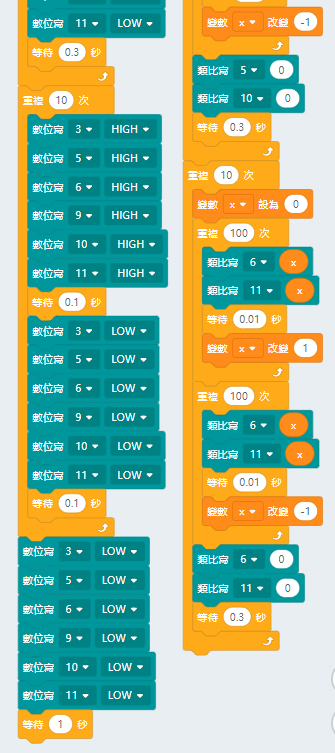 數位寫 11 LOW
等待 0.3 秒
重複 10 次
數位寫 3 HIGH
數位寫 5 HIGH
數位寫 6 HIGH
數位寫 9 HIGH
數位寫 10 HIGH
數位寫 11 HIGH
等待 0.1 秒
數位寫 3 LOW
數位寫 5 LOW
數位寫 6 LOW
數位寫 9 LOW
數位寫 10 LOW
數位寫 11 LOW
等待 0.1 秒
數位寫 3 LOW
數位寫 5 LOW
數位寫 6 LOW
數位寫 9 LOW
數位寫 10 LOW
數位寫 11 LOW
等待 1 秒
變數 x 改變 -1
類比寫 5 0
類比寫 10 0
等待 0.3 秒
重複 10 次
變數 x 設為 0
重複 100 次
類比寫 6 x
類比寫 11 x
等待 0.01 秒
變數 x 改變 1
重複 100 次
類比寫 6 x
類比寫 11 x
等待 0.01 秒
變數 x 改變 -1
類比寫 6 0
類比寫 11 0
等待 0.3 秒